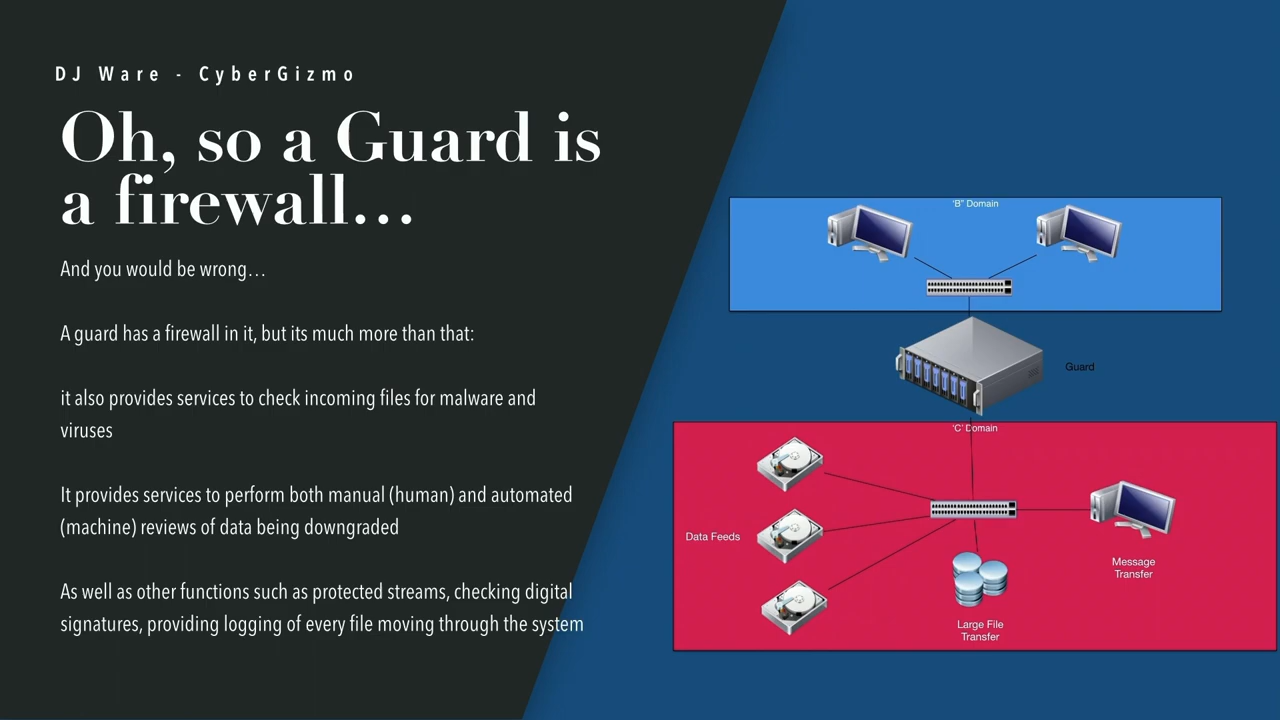 DJ Ware - CyberGizmo
Oh, so a Guard is
a firewall...
And you would be wrong...
A guard has a firewall in it, but its much more than that:
it also provides services to check incoming files for malware and
viruses
It provides services to perform both manual (human) and automated
(machine) reviews of data being downgraded
As well as other functions such as protected streams, checking digital
signatures, providing logging of every file moving through the system
'B" Domain
Guard
'C' Domain
Data Feeds
Message
Transfer
Large File
Transfer